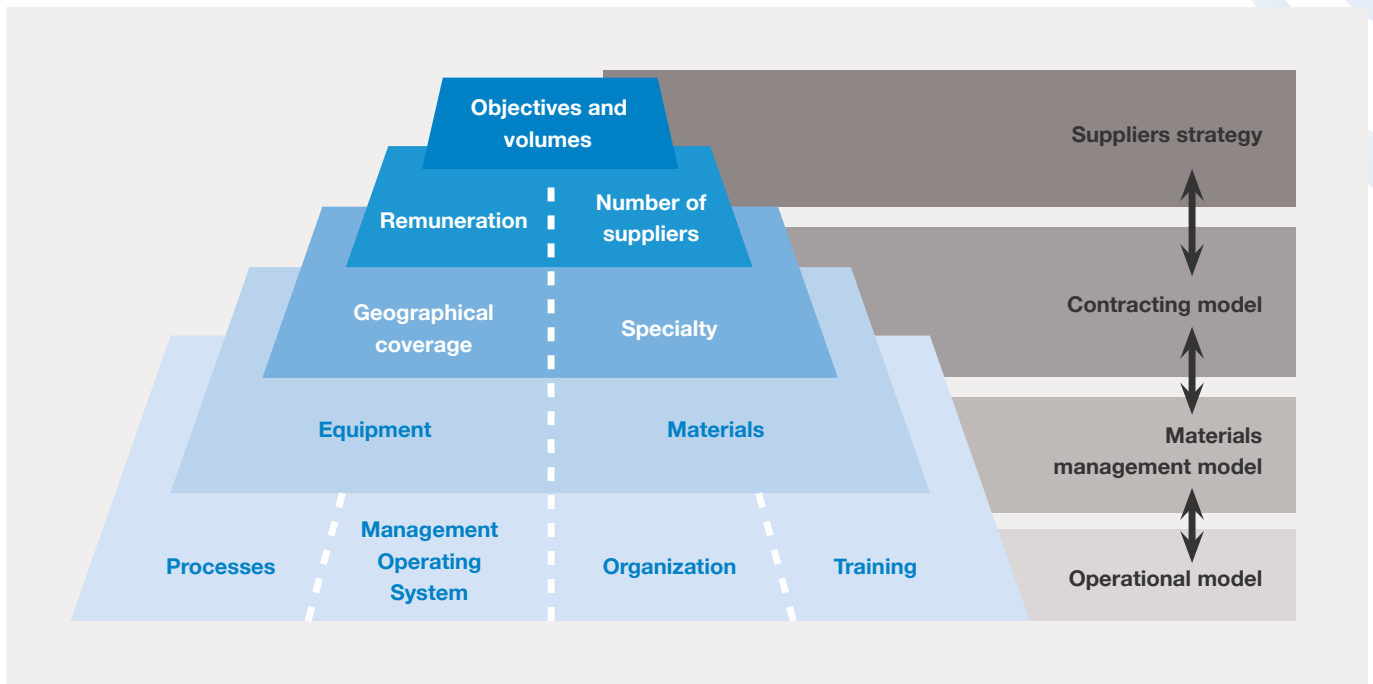 Objectives and
volumes
Suppliers strategy
Remuneration
Number of
suppliers
Geographical
coverage
Specialty
Contracting model
Equipment
Materials
Materials
management model
Processes
Management
Operating
System
Organization
Training
Operational model